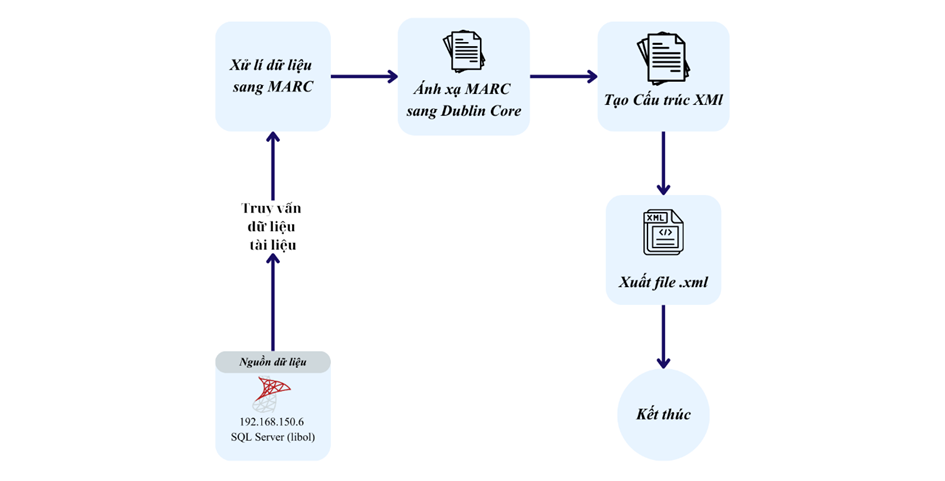 Xử lí dữ liệu
sang MARC
Ánh xạ MARC
sang Dublin Core
Tạo Cấu trúc XMl
Truy vấn
dữ liệu
tài liệu
XML
</>
Xuất file .xml
Nguồn dữ liệu
192.168.150.6
SQL Server (libol)
Kết thúc